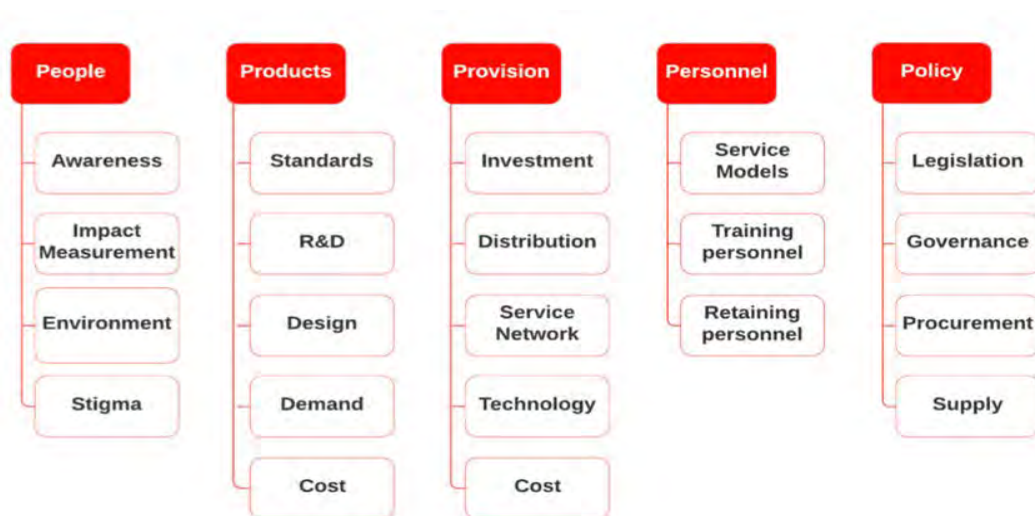 People
Awareness
Impact
Measurement
Environment
Stigma
Products
Standards
R&D
Design
Demand
Cost
Provision
Investment
Distribution
Service
Network
Technology
Cost
Personnel
Service
Models
Training
personnel
Retaining
personnel
Policy
Legislation
Governance
Procurement
Supply